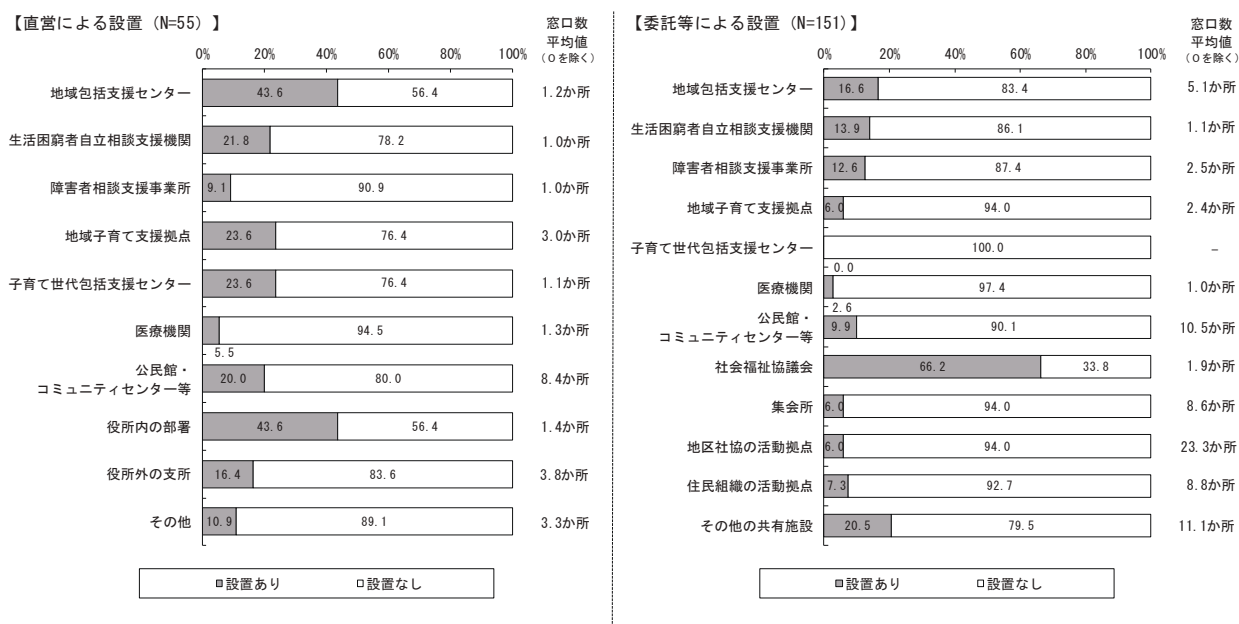 【直営による設置（N=55）】
窓口数
平均値
（０を除く）
0% 20% 40% 60% 80% 100%
地域包括支援センター 43.6 56.4 1.2か所
生活困窮者自立相談支援機関 21.8 78.2 1.0か所
障害者相談支援事業所 9.1 90.9 1.0か所
地域子育て支援拠点 23.6 76.4 3.0か所
子育て世代包括支援センター 23.6 76.4 1.1か所
医療機関 94.5 1.3か所
5.5
公民館・
コミュニティセンター等 20.0 80.0 8.4か所
役所内の部署 43.6 56.4 1.4か所
役所外の支所 16.4 83.6 3.8か所
その他 10.9 89.1 3.3か所
設置あり 設置なし
【委託等による設置（N=151）】
窓口数
平均値
（０を除く）
0% 20% 40% 60% 80% 100%
地域包括支援センター 16.6 83.4 5.1か所
生活困窮者自立相談支援機関 13.9 86.1 1.1か所
障害者相談支援事業所 12.6 87.4 2.5か所
地域子育て支援拠点 6.0 94.0 2.4か所
子育て世代包括支援センター 100.0 －
0.0
医療機関 97.4 1.0か所
2.6
公民館・
コミュニティセンター等 9.9 90.1 10.5か所
社会福祉協議会 66.2 33.8 1.9か所
集会所 6.0 94.0 8.6か所
地区社協の活動拠点 6.0 94.0 23.3か所
住民組織の活動拠点 7.3 92.7 8.8か所
その他の共有施設 20.5 79.5 11.1か所
設置あり 設置なし